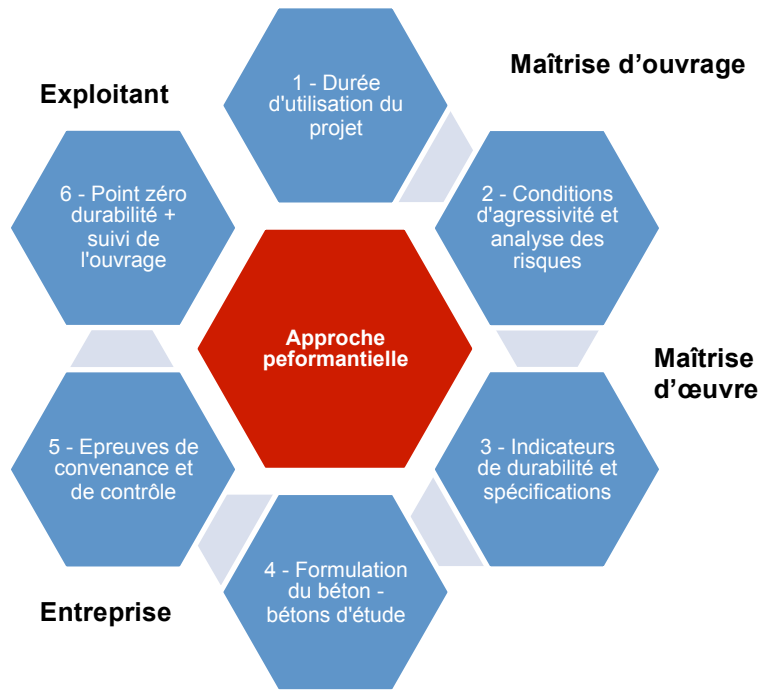 1 - Durée
d'utilisation du
projet
Maîtrise d'ouvrage
Exploitant
6 - Point zéro
durabilité +
suivi de
l'ouvrage
2 - Conditions
d'agressivité et
analyse des
risques
Approche
peformantielle
Maîtrise
d'œuvre
5 - Epreuves de
convenance et
de contrôle
3 - Indicateurs
de durabilité et
spécifications
4 - Formulation
du béton -
bétons d'étude
Entreprise